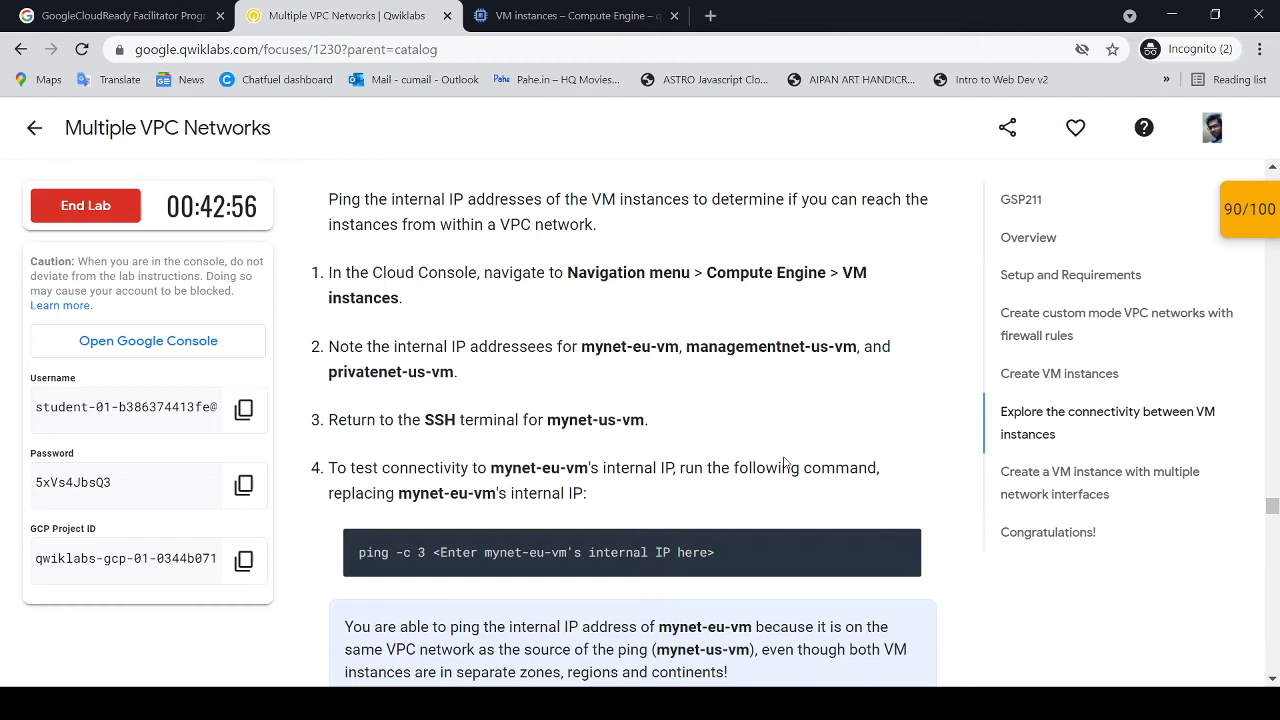 GoogleCloudReady Facilitator Progr
Multiple VPC Networks | Qwiklabs
VM instances – Compute Engine – q
google.qwiklabs.com/focuses/1230?parent=catalog
Incognito (2)
Maps
Translate
News
Chatfuel dashboard
Mail - cumail - Outlook
Pahe.in – HQ Movies...
ASTRO Javascript Clo...
AIPAN ART HANDICR...
Intro to Web Dev v2
»
Reading list
Multiple VPC Networks
End Lab
00:42:56
Caution: When you are in the console, do not
deviate from the lab instructions. Doing so
may cause your account to be blocked.
Learn more.
Open Google Console
Username
student-01-b386374413fe@
Password
5xVs4JbsQ3
GCP Project ID
qwiklabs-gcp-01-0344b071
Ping the internal IP addresses of the VM instances to determine if you can reach the
instances from within a VPC network.
1. In the Cloud Console, navigate to Navigation menu > Compute Engine > VM
instances.
2. Note the internal IP addressees for mynet-eu-vm, managementnet-us-vm, and
privatenet-us-vm.
3. Return to the SSH terminal for mynet-us-vm.
4. To test connectivity to mynet-eu-vm's internal IP, run the following command,
replacing mynet-eu-vm's internal IP:
ping -c 3 <Enter mynet-eu-vm's internal IP here>
You are able to ping the internal IP address of mynet-eu-vm because it is on the
same VPC network as the source of the ping (mynet-us-vm), even though both VM
instances are in separate zones, regions and continents!
GSP211
Overview
Setup and Requirements
Create custom mode VPC networks with
firewall rules
Create VM instances
Explore the connectivity between VM
instances
Create a VM instance with multiple
network interfaces
Congratulations!
90/100